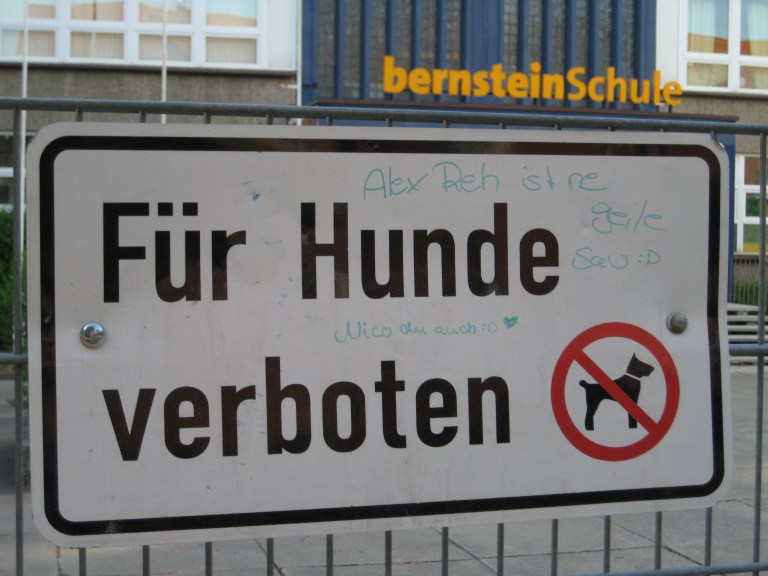 bernsteinSchule
Alex Reh ist ne
geile
Sau :D
Für Hunde
Nico du auch :D ♥
verboten